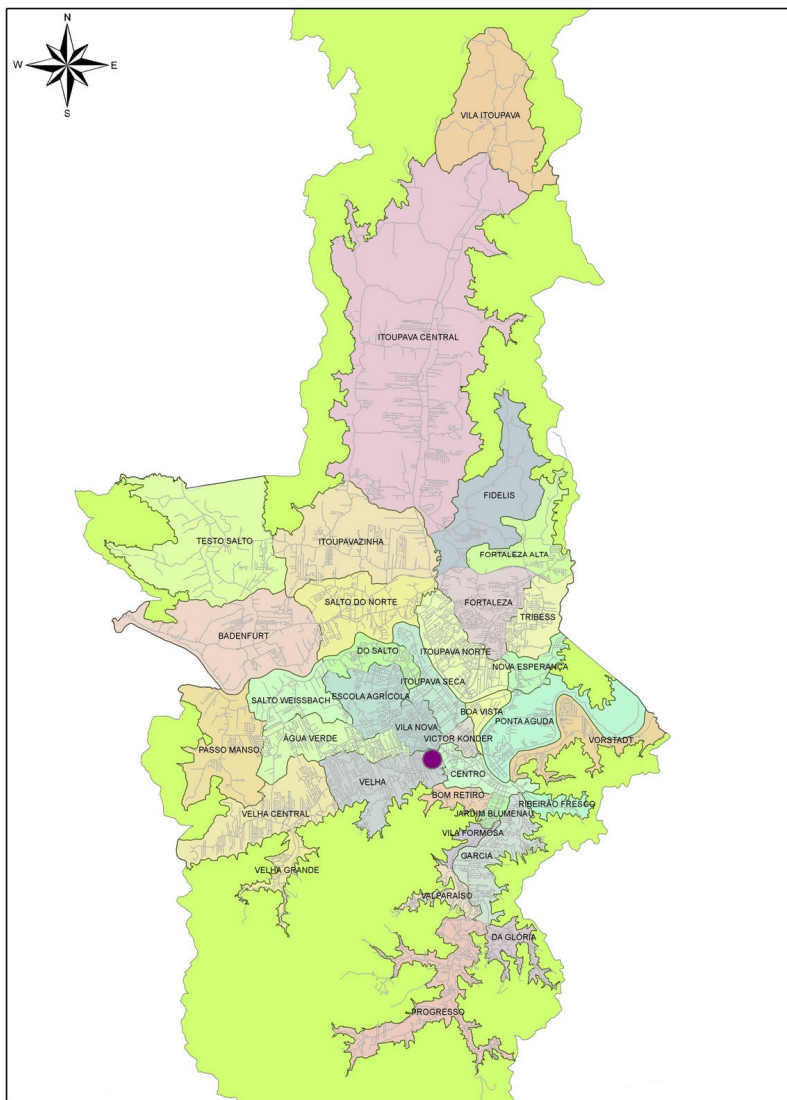 N
W E
S
VILA ITOUPAVA
ITOUPAVA CENTRAL
FIDELIS
TESTO SALTO
ITOUPAVAZINHA
FORTALEZA ALTA
SALTO DO NORTE
FORTALEZA
TRIBESS
BADENFURT
DO SALTO
ITOUPAVA NORTE
NOVA ESPERANÇA
ITOUPAVA SECA
SALTO WEISSBACH
ESCOLA AGRÍCOLA
BOA VISTA
PONTA AGUDA
VILA NOVA
ÁGUA VERDE
VICTOR KONDER
VORSTADT
PASSO MANSO
VELHA
CENTRO
BOM RETIRO
RIBEIRÃO FRESCO
VELHA CENTRAL
JARDIM BLUMENAU
VILA FORMOSA
GARCIA
VELHA GRANDE
VALPARAÍSO
DA GLÓRIA
PROGRESSO